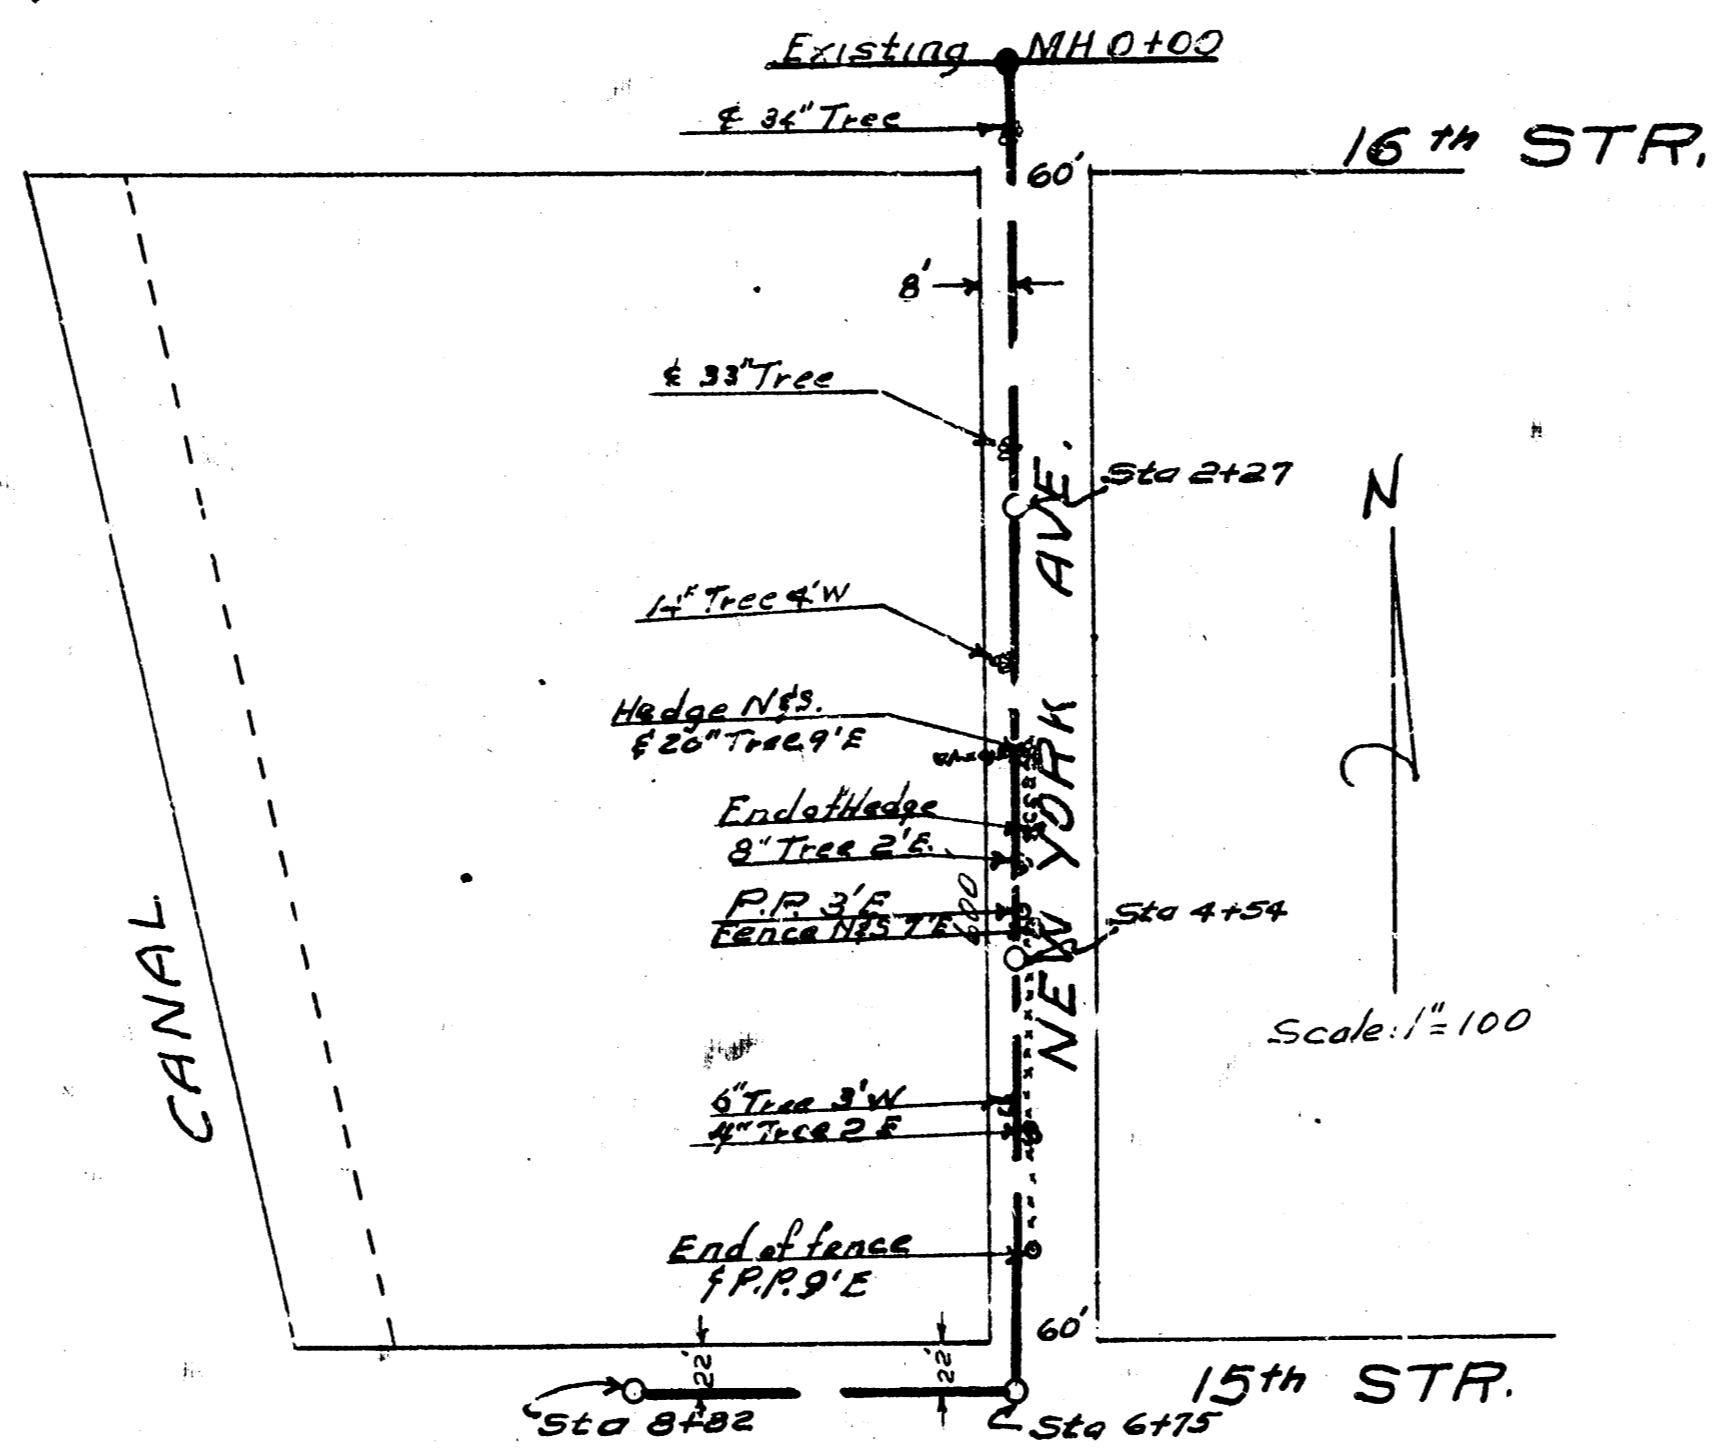 Existing MH 0+00
℄ 34" Tree
16th STR.
60'
8'
℄ 33" Tree
Sta 2+27
N
14" Tree 4'W
Hedge N&S.
& 20" Tree 9'E
End of Hedge
8" Tree 2'E.
600
P.P. 3'E
Fence N&S 7'E
Sta 4+54
NEW YORK AVE.
CANAL
Scale: 1"=100
6" Tree 3'W
4" Tree 2 E
End of fence
& P.P. 9'E
60'
22'
22'
15th STR.
Sta 8+82
Sta 6+75